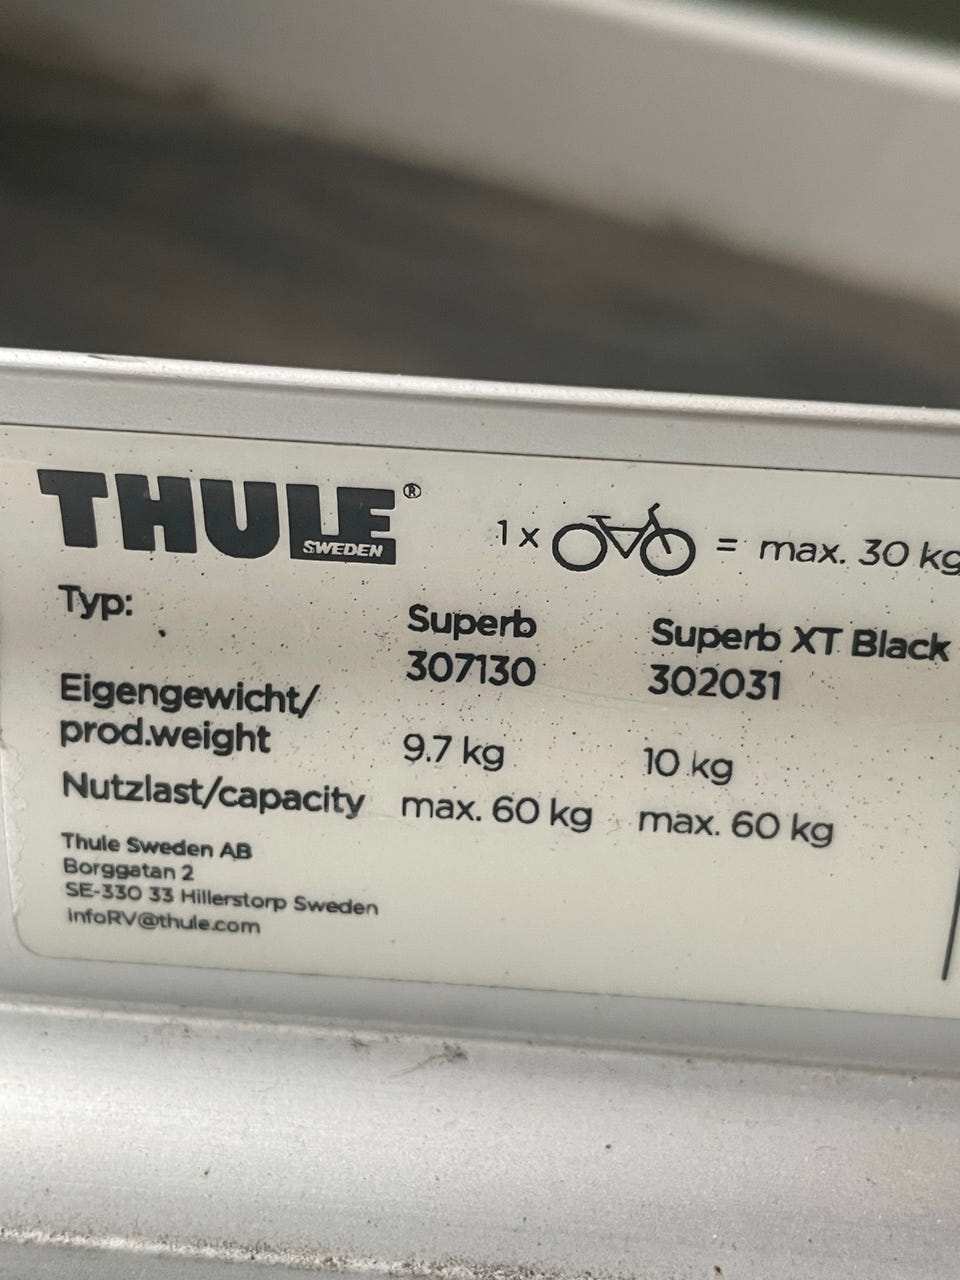 THULE®
SWEDEN
1 x = max. 30 kg
Typ: Superb Superb XT Black
307130 302031
Eigengewicht/
prod.weight 9.7 kg 10 kg
Nutzlast/capacity max. 60 kg max. 60 kg
Thule Sweden AB
Borggatan 2
SE-330 33 Hillerstorp Sweden
infoRV@thule.com